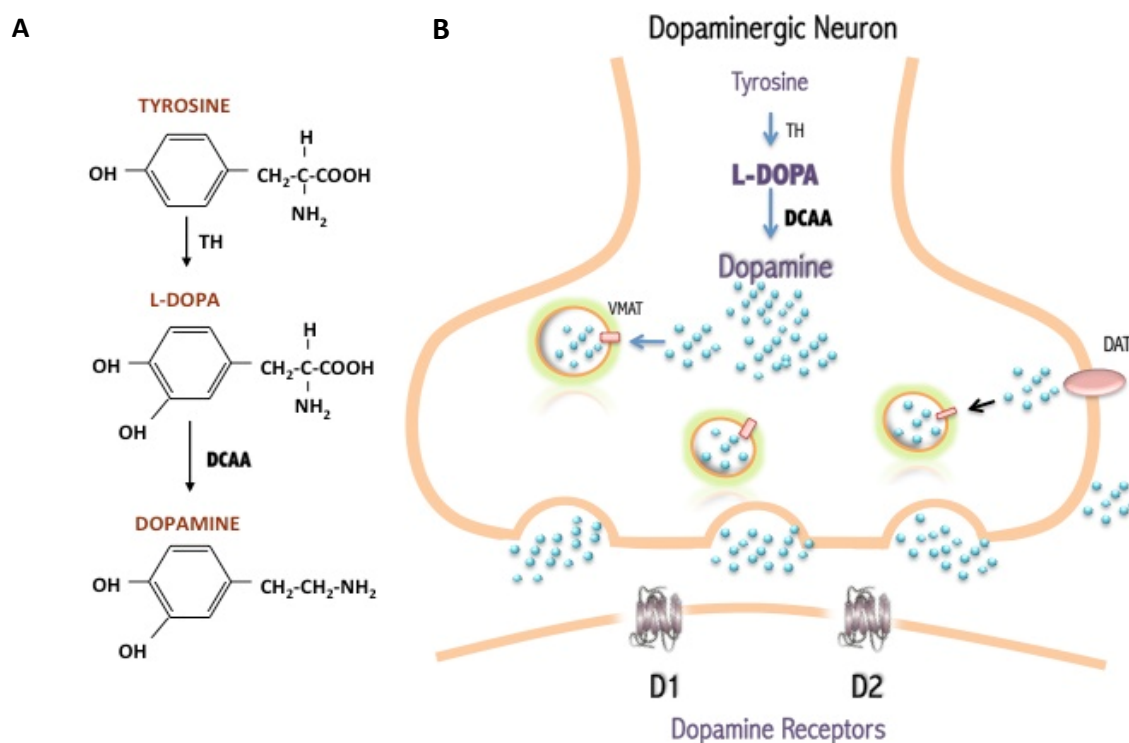 A
TYROSINE
OH
H
CH2-C-COOH
NH2
TH
L-DOPA
OH
H
CH2-C-COOH
NH2
OH
DCAA
DOPAMINE
OH
CH2-CH2-NH2
OH
B
Dopaminergic Neuron
Tyrosine
TH
L-DOPA
DCAA
Dopamine
VMAT
DAT
D1
D2
Dopamine Receptors